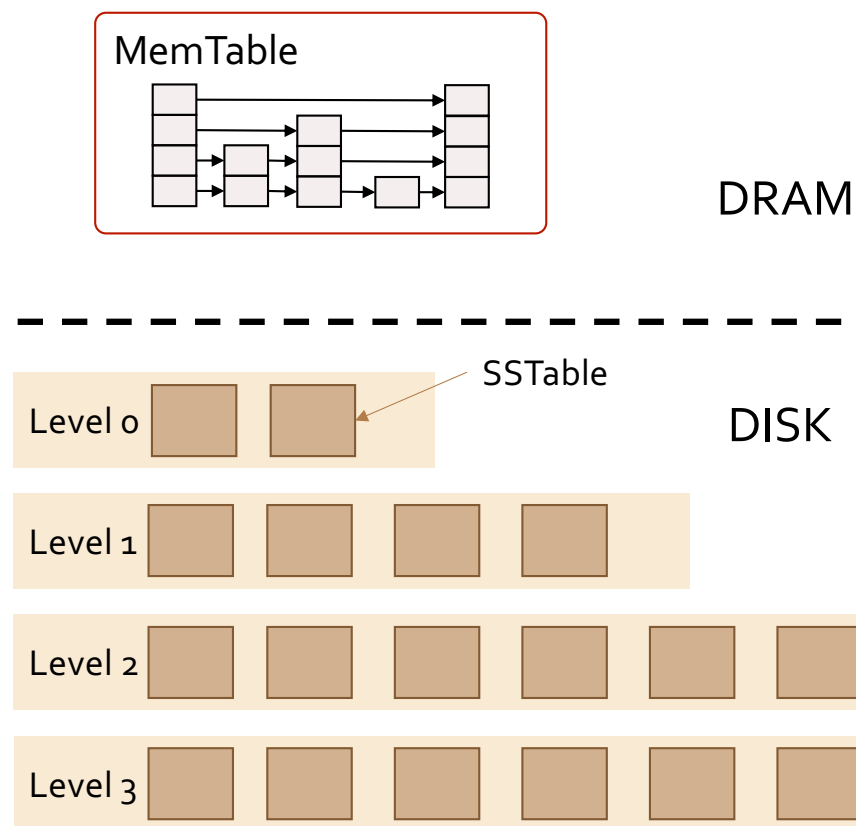 MemTable
DRAM
SSTable
Level 0
DISK
Level 1
Level 2
Level 3